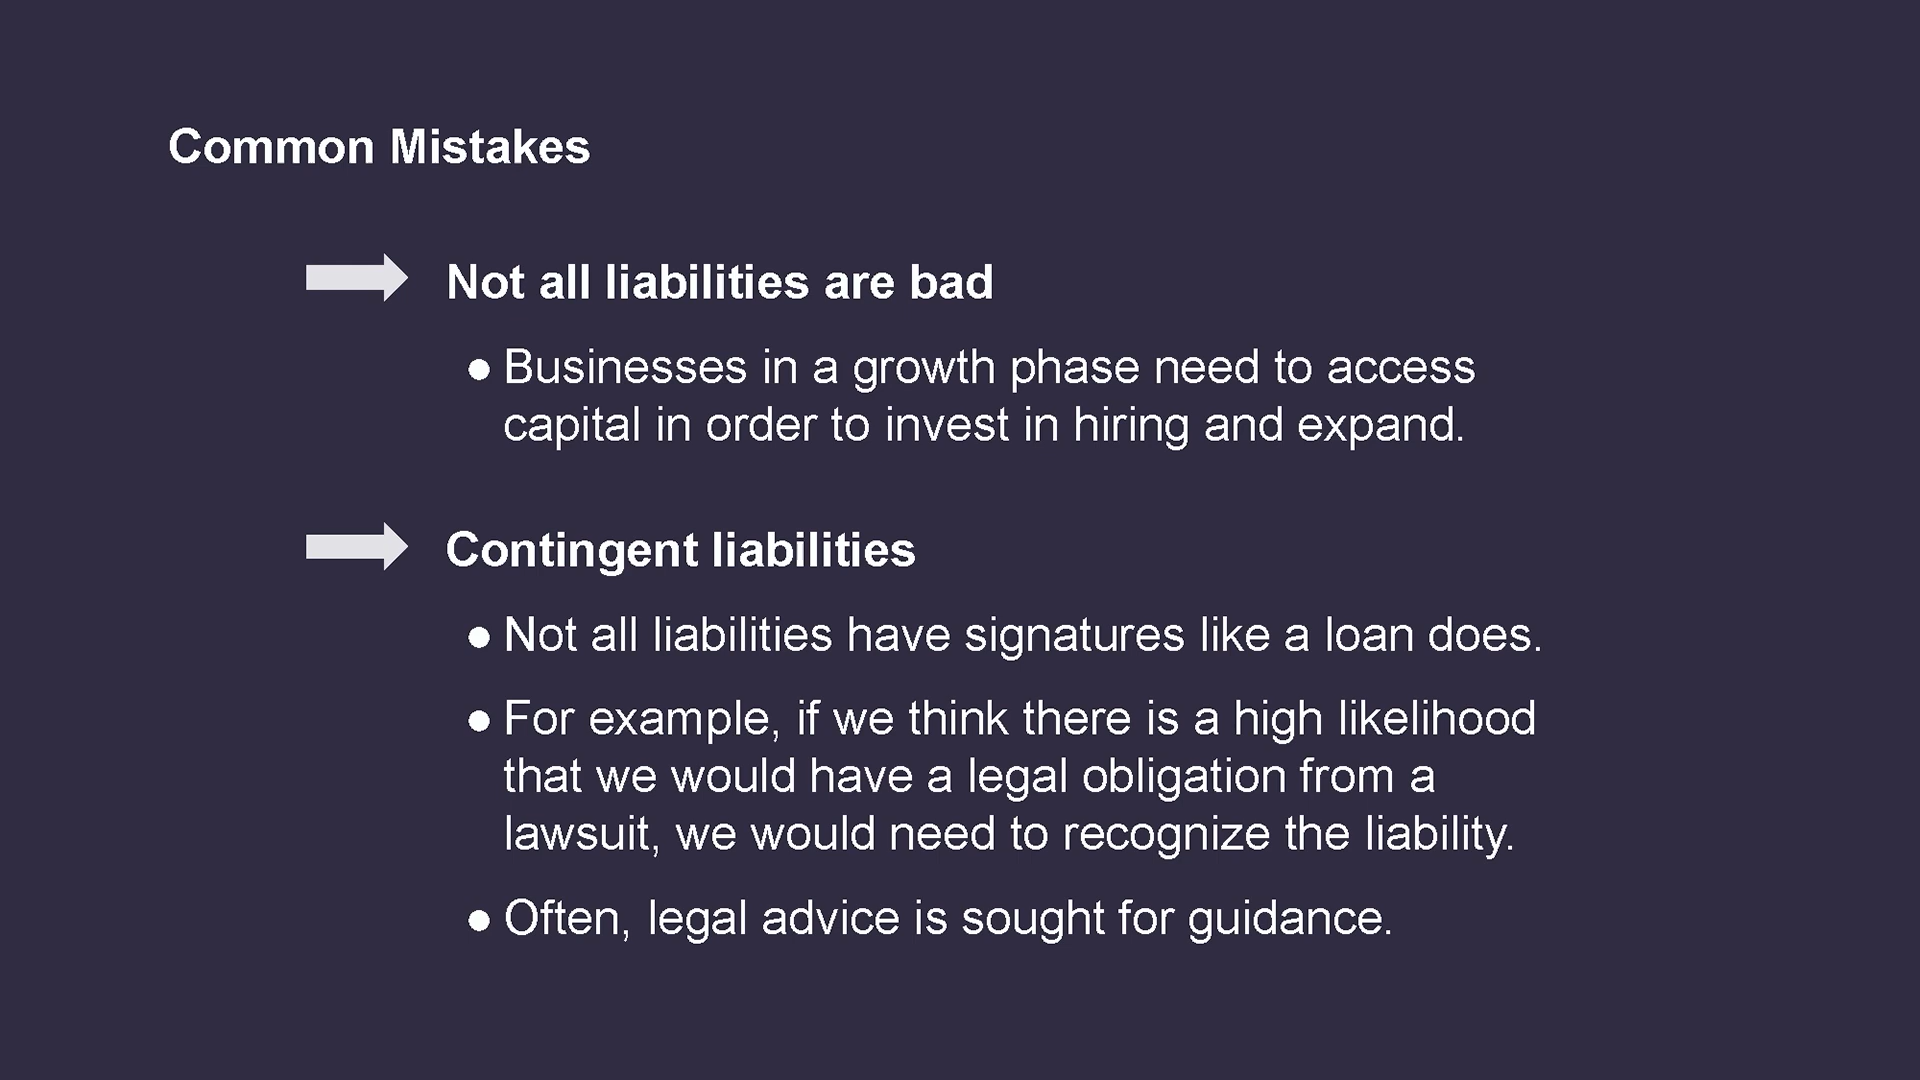 Common Mistakes
Not all liabilities are bad
● Businesses in a growth phase need to access
capital in order to invest in hiring and expand.
Contingent liabilities
● Not all liabilities have signatures like a loan does.
● For example, if we think there is a high likelihood
that we would have a legal obligation from a
lawsuit, we would need to recognize the liability.
● Often, legal advice is sought for guidance.